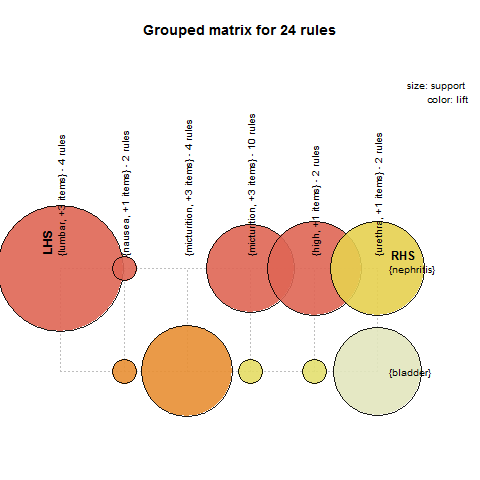 Grouped matrix for 24 rules
size: support
color: lift
{lumbar, +3 items} - 4 rules
{nausea, +1 items} - 2 rules
{micturition, +3 items} - 4 rules
{micturition, +3 items} - 10 rules
{high, +1 items} - 2 rules
{urethra, +1 items} - 2 rules
LHS
RHS
{nephritis}
{bladder}